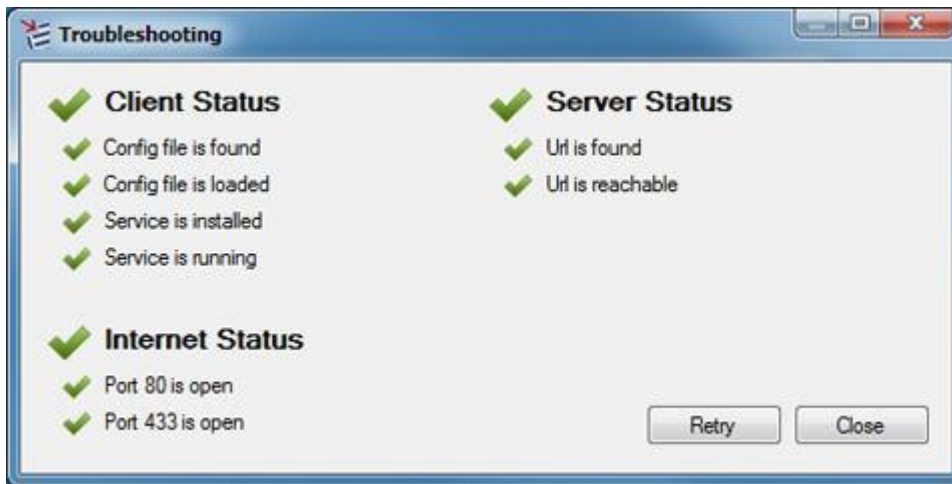 Troubleshooting
Client Status
Config file is found
Config file is loaded
Service is installed
Service is running
Server Status
Url is found
Url is reachable
Internet Status
Port 80 is open
Port 433 is open
Retry
Close